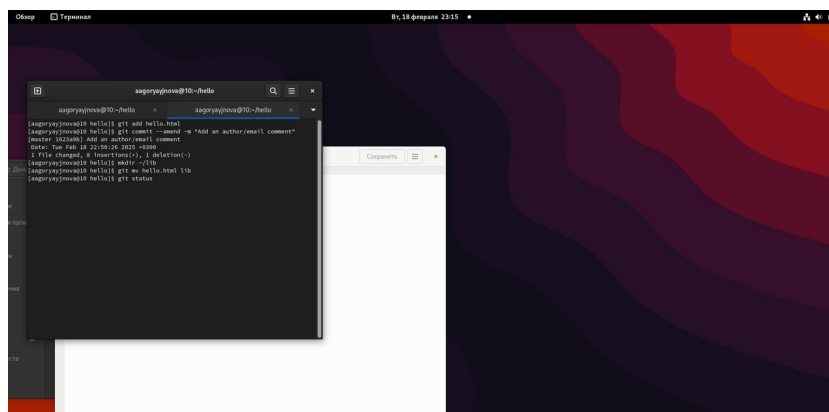 Обзор Терминал Вт, 18 февраля 23:15
aagoryayjnova@10:~/hello
aagoryayjnova@10:~/hello × aagoryayjnova@10:~/hello ×
[aagoryayjnova@10 hello]$ git add hello.html
[aagoryayjnova@10 hello]$ git commit --amend -m "Add an author/email comment"
[master 1623a9b] Add an author/email comment
Date: Tue Feb 18 22:50:26 2025 +0300
1 file changed, 8 insertions(+), 1 deletion(-)
[aagoryayjnova@10 hello]$ mkdir ~/lib
[aagoryayjnova@10 hello]$ git mv hello.html lib
[aagoryayjnova@10 hello]$ git status
Сохранить